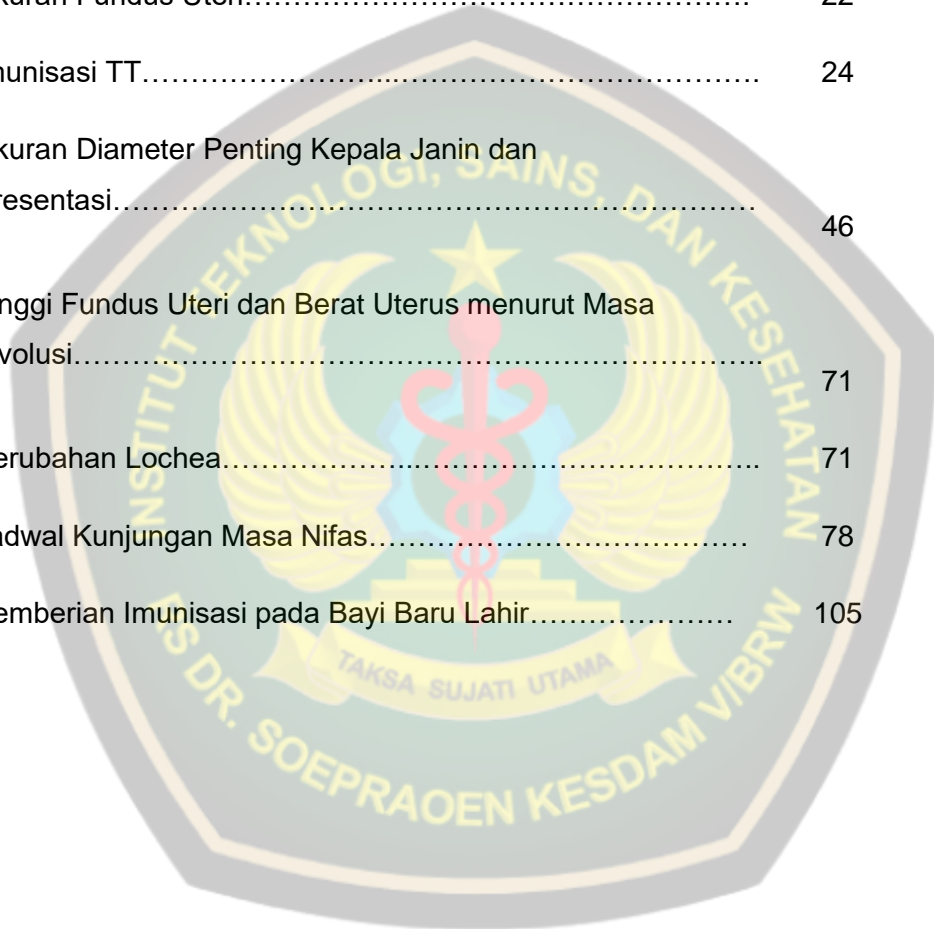 kuran Fundus Uteri……………………………………………………. 22
munisasi TT……………………...……………………………………. 24
kuran Diameter Penting Kepala Janin dan
resentasi…………………………………………………………………… 46
nggi Fundus Uteri dan Berat Uterus menurut Masa
volusi……………………………………………………………………….. 71
erubahan Lochea…………………...………………………………….. 71
adwal Kunjungan Masa Nifas……………………………………… 78
emberian Imunisasi pada Bayi Baru Lahir………………… 105
INSTITUT TEKNOLOGI, SAINS, DAN KESEHATAN
RS DR. SOEPRAOEN KESDAM V/BRW
TAKSA SUJATI UTAMA